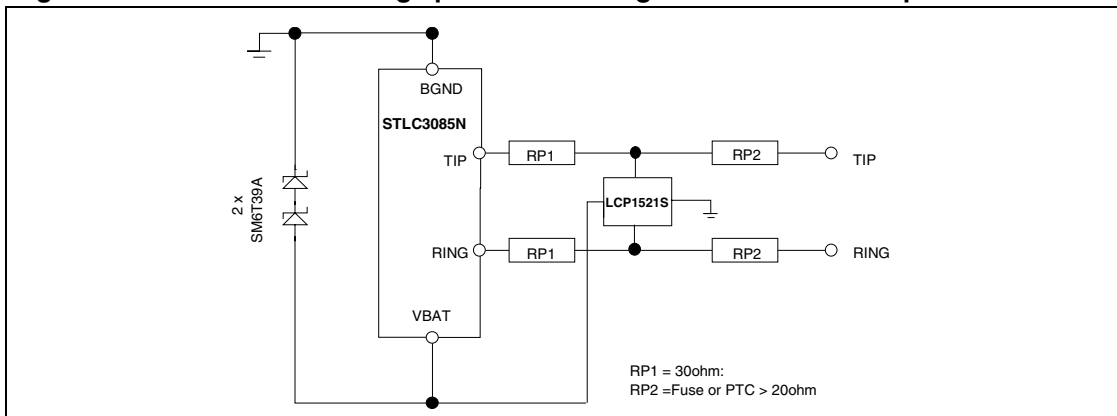 BGND
STLC3085N
TIP
RP1
RP2
TIP
LCP1521S
2 x
SM6T39A
RING
RP1
RP2
RING
VBAT
RP1 = 30ohm:
RP2 =Fuse or PTC > 20ohm